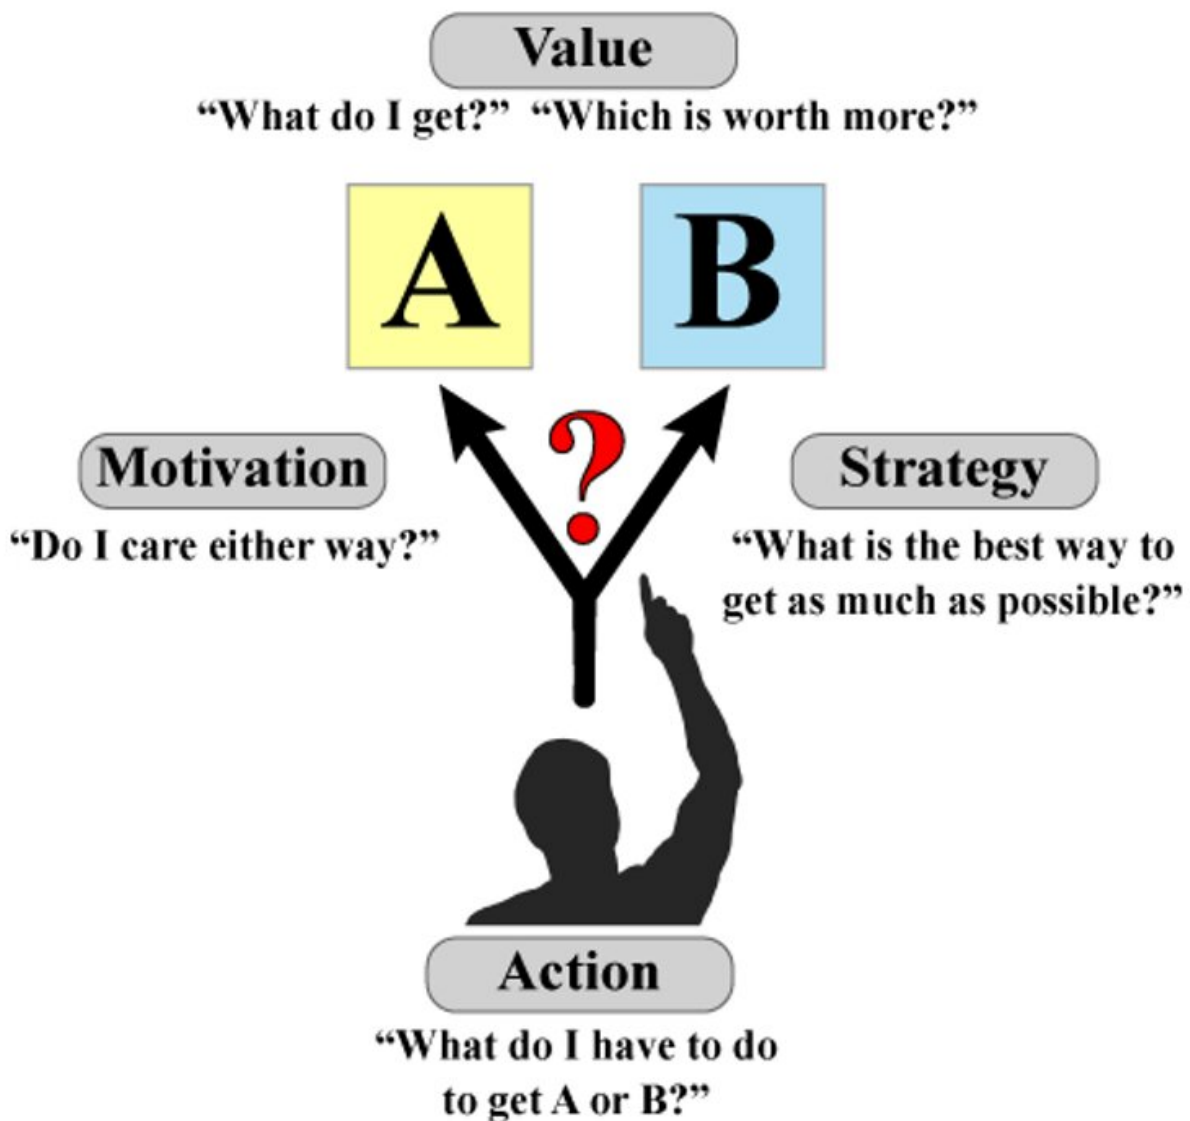 Value
“What do I get?” “Which is worth more?”
A B
?
Motivation
“Do I care either way?”
Strategy
“What is the best way to
get as much as possible?”
Action
“What do I have to do
to get A or B?”